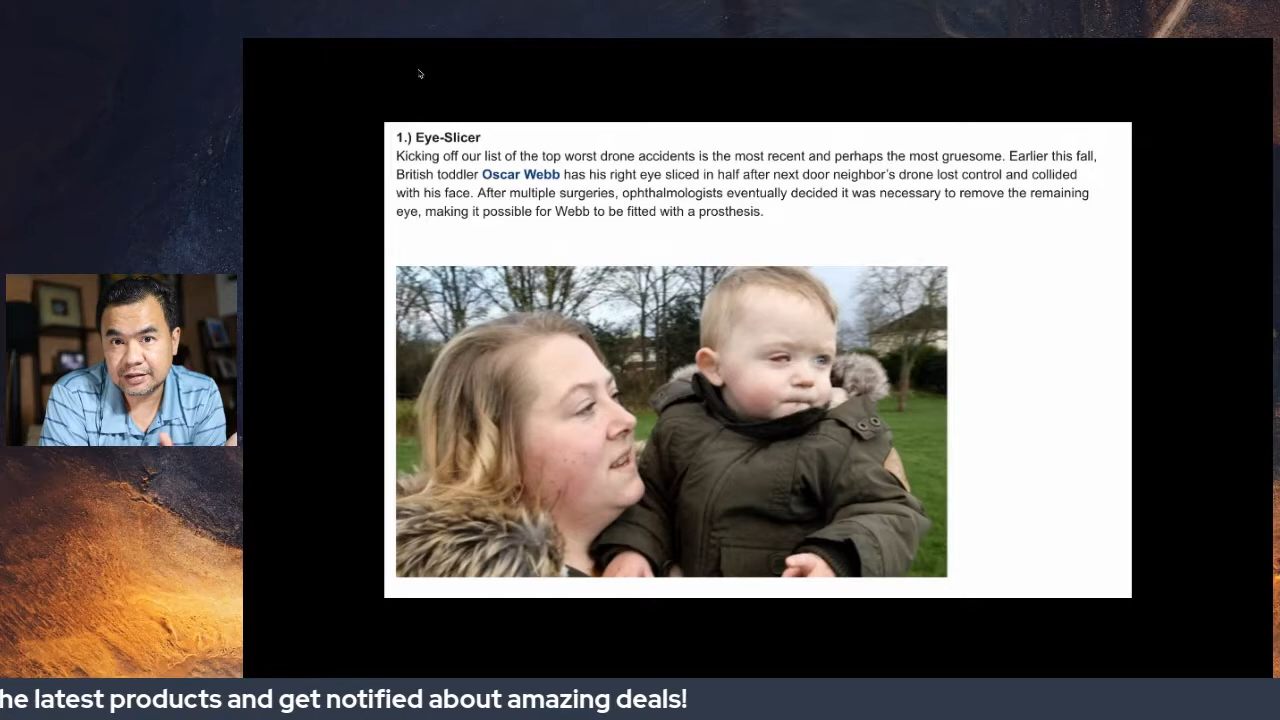 1.) Eye-Slicer
Kicking off our list of the top worst drone accidents is the most recent and perhaps the most gruesome. Earlier this fall,
British toddler Oscar Webb has his right eye sliced in half after next door neighbor's drone lost control and collided
with his face. After multiple surgeries, ophthalmologists eventually decided it was necessary to remove the remaining
eye, making it possible for Webb to be fitted with a prosthesis.
he latest products and get notified about amazing deals!